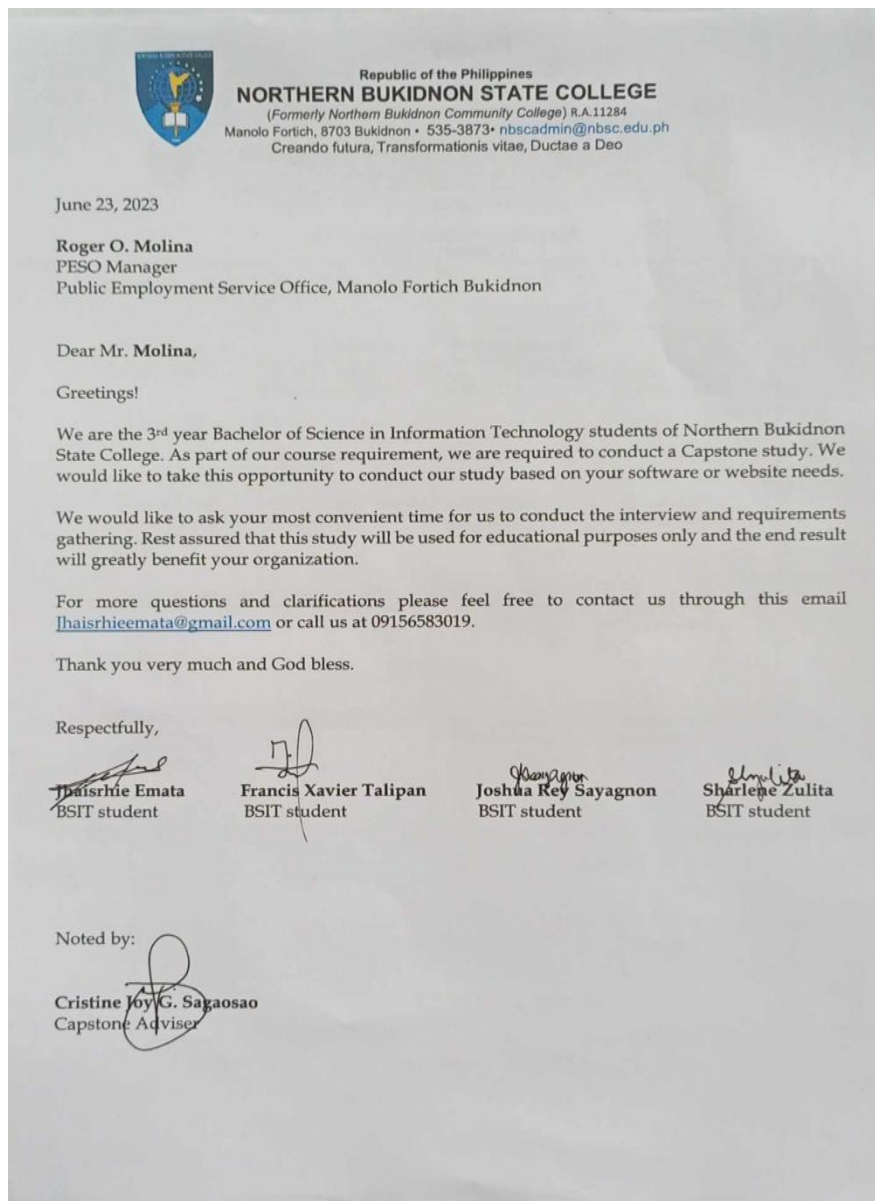 Republic of the Philippines
NORTHERN BUKIDNON STATE COLLEGE
(Formerly Northern Bukidnon Community College) R.A.11284
Manolo Fortich, 8703 Bukidnon • 535-3873• nbscadmin@nbsc.edu.ph
Creando futura, Transformationis vitae, Ductae a Deo
June 23, 2023
Roger O. Molina
PESO Manager
Public Employment Service Office, Manolo Fortich Bukidnon
Dear Mr. Molina,
Greetings!
We are the 3rd year Bachelor of Science in Information Technology students of Northern Bukidnon
State College. As part of our course requirement, we are required to conduct a Capstone study. We
would like to take this opportunity to conduct our study based on your software or website needs.
We would like to ask your most convenient time for us to conduct the interview and requirements
gathering. Rest assured that this study will be used for educational purposes only and the end result
will greatly benefit your organization.
For more questions and clarifications please feel free to contact us through this email
Jhaisrhieemata@gmail.com or call us at 09156583019.
Thank you very much and God bless.
Respectfully,
Jhaisrhie Emata Francis Xavier Talipan Joshua Rey Sayagnon Sharlene Zulita
BSIT student BSIT student BSIT student BSIT student
Noted by:
Cristine Joy G. Sagaosao
Capstone Adviser